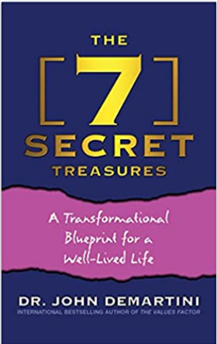 THE
[7]
SECRET
TREASURES
A Transformational
Blueprint for a
Well-Lived Life
DR. JOHN DEMARTINI
INTERNATIONAL BESTSELLING AUTHOR OF THE VALUES FACTOR